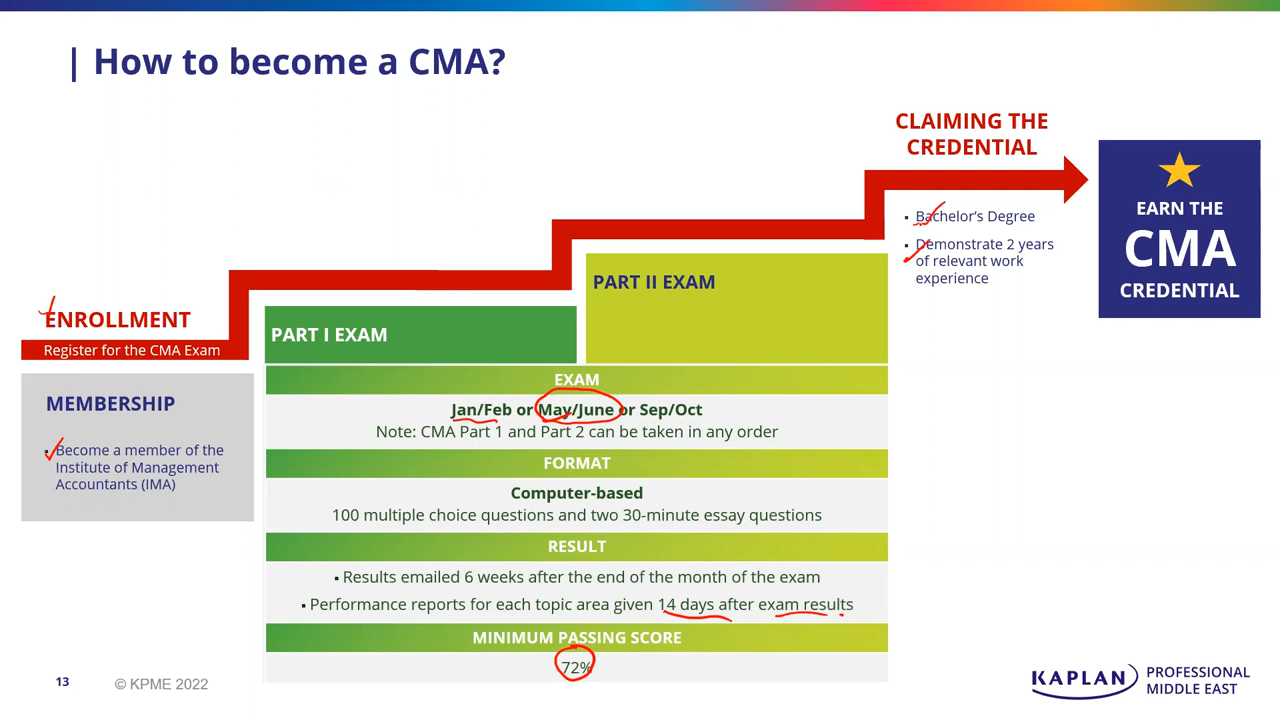 | How to become a CMA?
CLAIMING THE
CREDENTIAL
▪ Bachelor's Degree
▪ Demonstrate 2 years
of relevant work
experience
EARN THE
CMA
CREDENTIAL
ENROLLMENT
Register for the CMA Exam
MEMBERSHIP
▪ Become a member of the
Institute of Management
Accountants (IMA)
PART I EXAM
PART II EXAM
EXAM
Jan/Feb or May/June or Sep/Oct
Note: CMA Part 1 and Part 2 can be taken in any order
FORMAT
Computer-based
100 multiple choice questions and two 30-minute essay questions
RESULT
▪ Results emailed 6 weeks after the end of the month of the exam
▪ Performance reports for each topic area given 14 days after exam results
MINIMUM PASSING SCORE
72%
13
© KPME 2022
KAPLAN
PROFESSIONAL
MIDDLE EAST